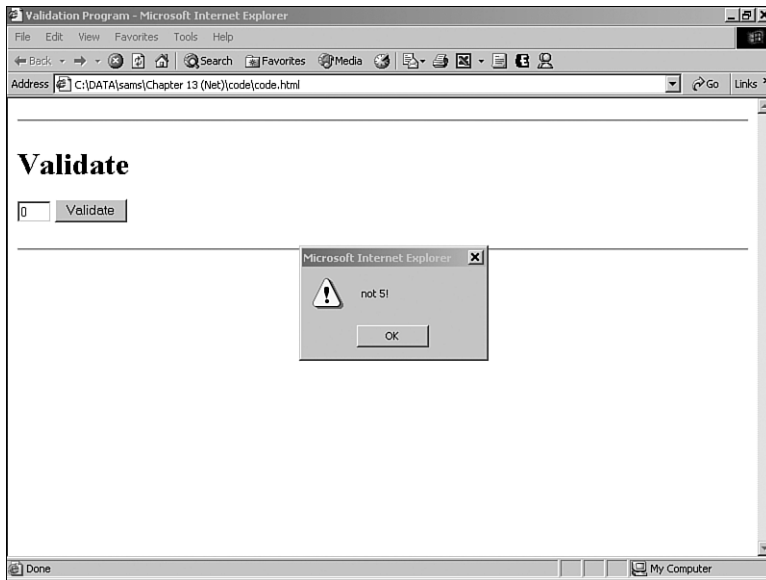 Validation Program - Microsoft Internet Explorer
File Edit View Favorites Tools Help
Back Search Favorites Media
Address C:\DATA\sams\Chapter 13 (Net)\code\code.html Go Links
Validate
0 Validate
Microsoft Internet Explorer
not 5!
OK
Done My Computer